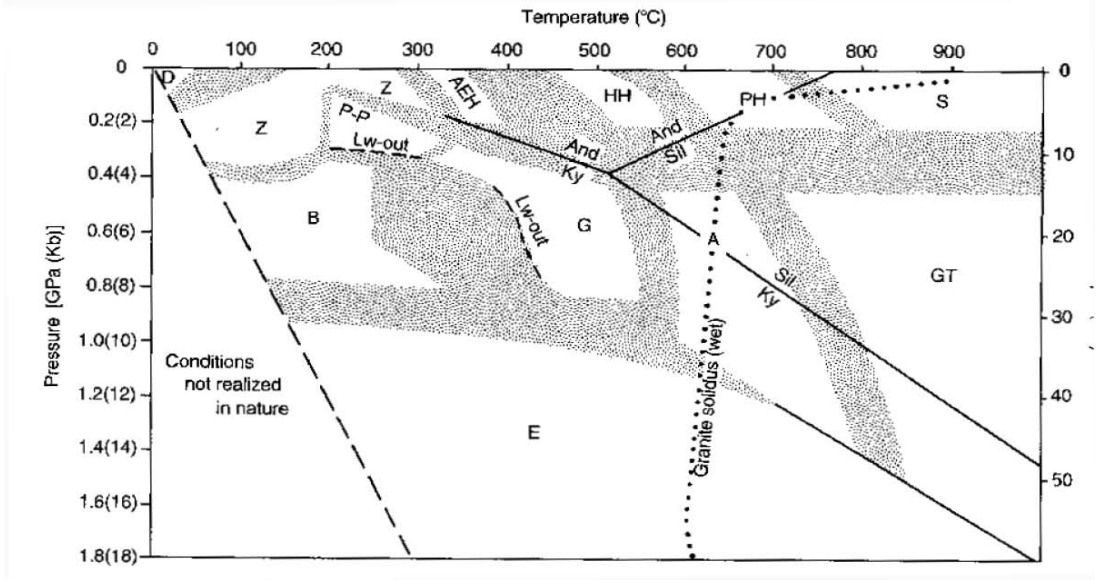 Temperature (°C)
0 100 200 300 400 500 600 700 800 900
0 D Z AEH HH PH S 0
P-P
0.2(2) Z And
Lw-out And Sil 10
0.4(4) Ky
B Lw-out G
0.6(6) A 20
Sil GT
0.8(8) Ky
Pressure [GPa (Kb)]
1.0(10) 30
Conditions
not realized
in nature
1.2(12) 40
E Granite solidus (wet)
1.4(14)
50
1.6(16)
1.8(18)